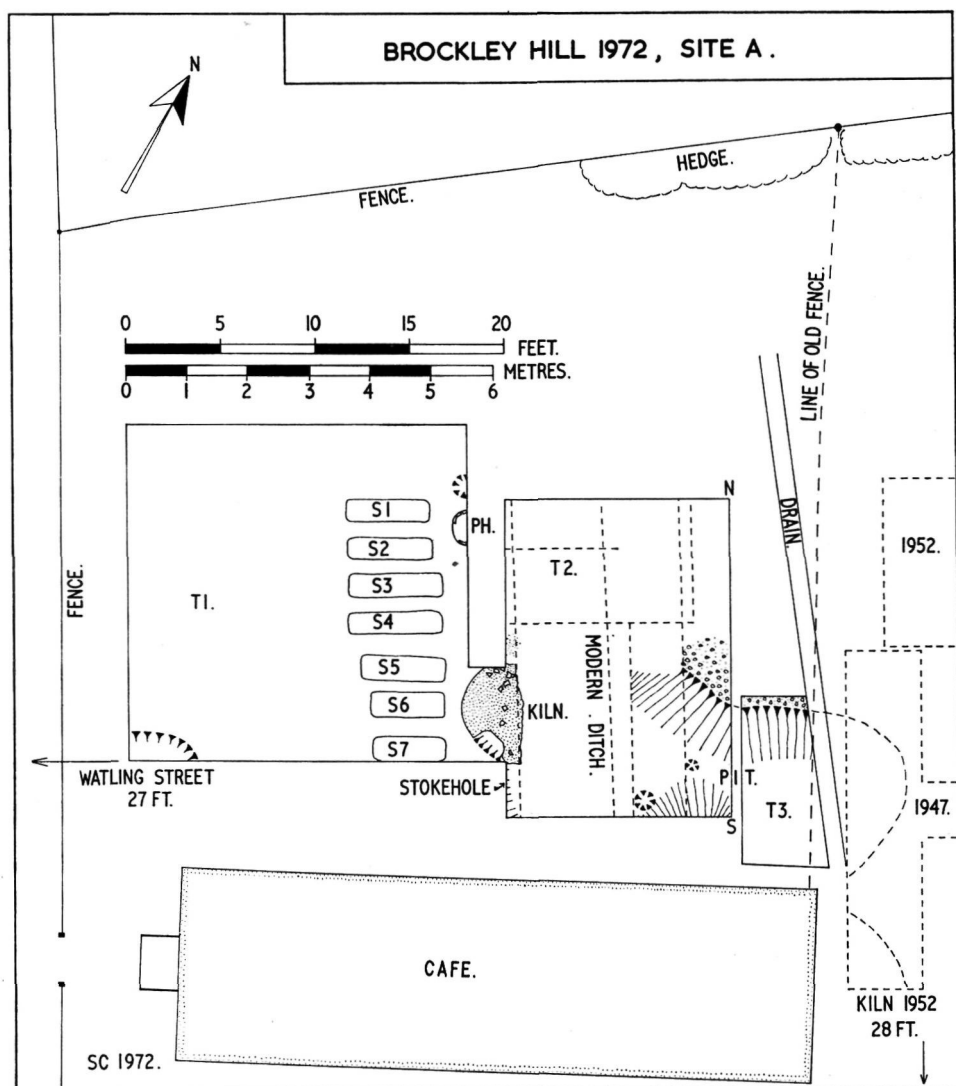 BROCKLEY HILL 1972, SITE A.
N
HEDGE.
FENCE.
LINE OF OLD FENCE.
0 5 10 15 20
FEET.
METRES.
0 1 2 3 4 5 6
FENCE.
T1.
S1
S2
S3
S4
S5
S6
S7
PH.
KILN.
STOKEHOLE
T2.
MODERN DITCH.
N
PIT.
S
T3.
DRAIN.
1952.
1947.
WATLING STREET
27 FT.
CAFE.
KILN 1952
28 FT.
SC 1972.